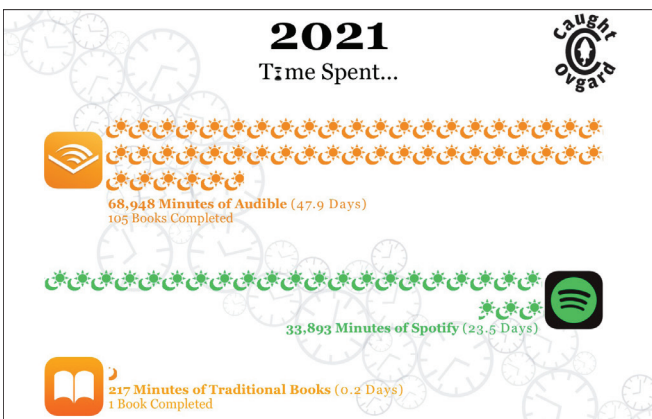 2021
Time Spent...
Caught
Ovgard
68,948 Minutes of Audible (47.9 Days)
105 Books Completed
33,893 Minutes of Spotify (23.5 Days)
217 Minutes of Traditional Books (0.2 Days)
1 Book Completed